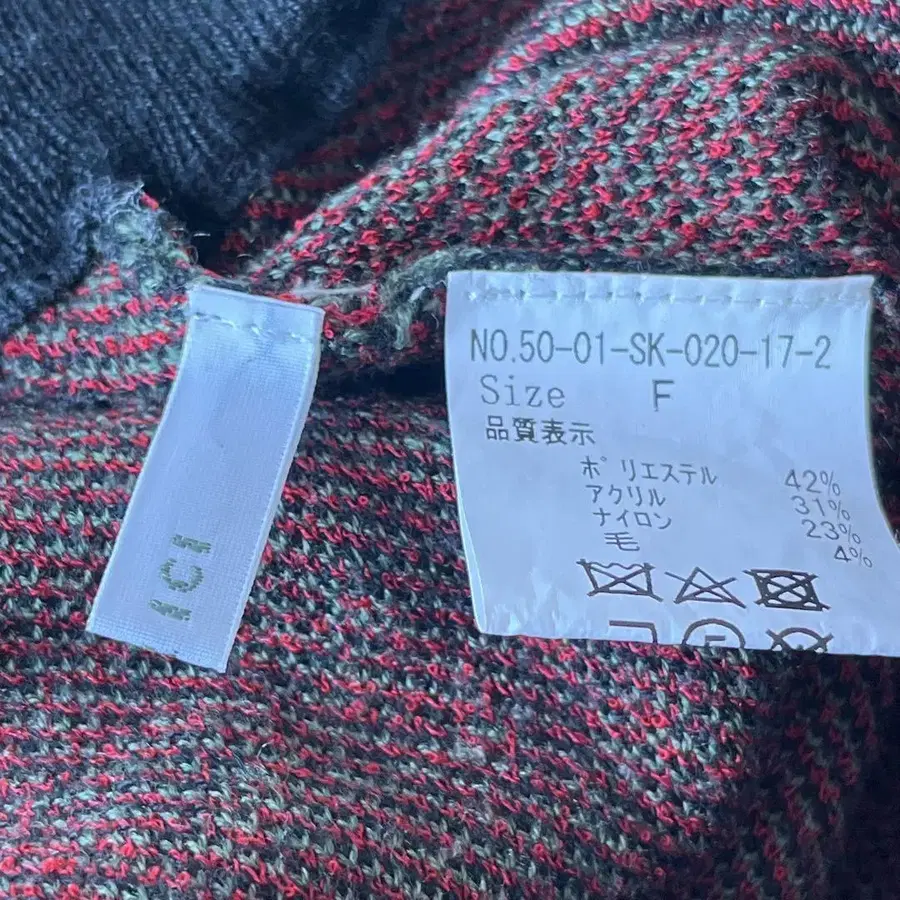 ICI
NO.50-01-SK-020-17-2
Size F
品質表示
ポリエステル 42%
アクリル 31%
ナイロン 23%
毛 4%